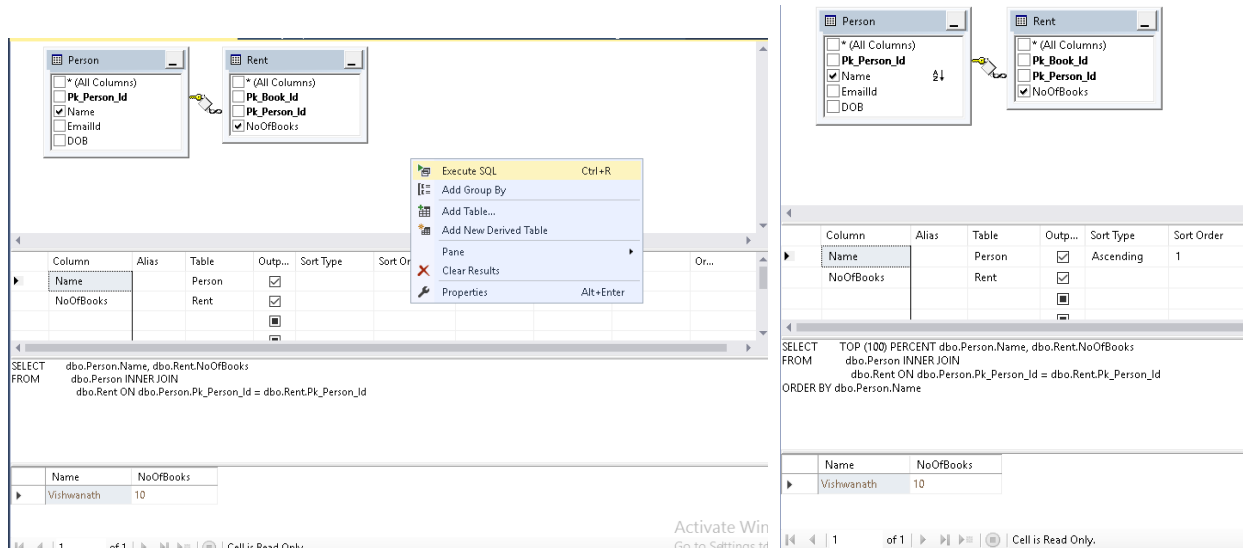 Person
* (All Columns)
Pk_Person_Id
Name
EmailId
DOB
Rent
* (All Columns)
Pk_Book_Id
Pk_Person_Id
NoOfBooks
Execute SQL Ctrl+R
Add Group By
Add Table...
Add New Derived Table
Pane
Clear Results
Properties Alt+Enter
Column Alias Table Outp... Sort Type Sort Or Or...
Name Person
NoOfBooks Rent
SELECT dbo.Person.Name, dbo.Rent.NoOfBooks
FROM dbo.Person INNER JOIN
dbo.Rent ON dbo.Person.Pk_Person_Id = dbo.Rent.Pk_Person_Id
Name NoOfBooks
Vishwanath 10
Activate Win
Go to Settings to
1 of 1 Cell is Read Only.
Person
* (All Columns)
Pk_Person_Id
Name
EmailId
DOB
Rent
* (All Columns)
Pk_Book_Id
Pk_Person_Id
NoOfBooks
Column Alias Table Outp... Sort Type Sort Order
Name Person Ascending 1
NoOfBooks Rent
SELECT TOP (100) PERCENT dbo.Person.Name, dbo.Rent.NoOfBooks
FROM dbo.Person INNER JOIN
dbo.Rent ON dbo.Person.Pk_Person_Id = dbo.Rent.Pk_Person_Id
ORDER BY dbo.Person.Name
Name NoOfBooks
Vishwanath 10
1 of 1 Cell is Read Only.